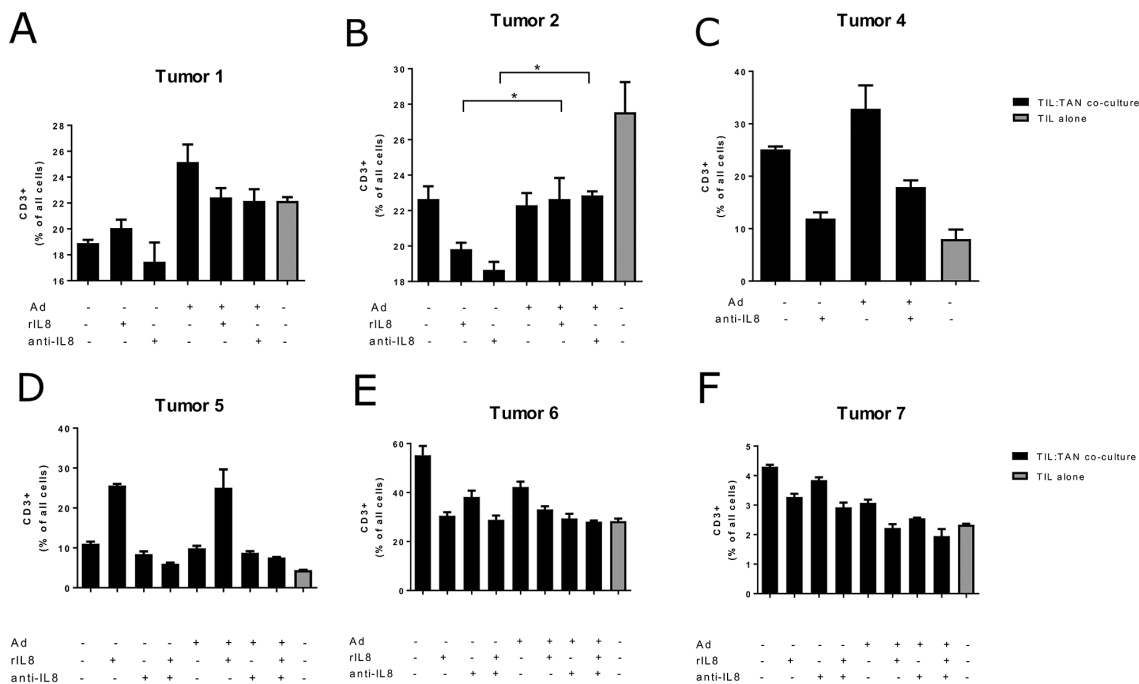 A
Tumor 1
CD3+
(% of all cells)
28
26
24
22
20
18
16
Ad - - - + + + -
rIL8 - + - - + - -
anti-IL8 - - + - - + -
B
Tumor 2
CD3+
(% of all cells)
30
28
26
24
22
20
18
*
*
Ad - - - + + + -
rIL8 - + - - + - -
anti-IL8 - - + - - + -
C
Tumor 4
CD3+
(% of all cells)
40
30
20
10
0
Ad - - + + -
anti-IL8 - + - + -
TIL:TAN co-culture
TIL alone
D
Tumor 5
CD3+
(% of all cells)
40
30
20
10
0
Ad - - - - + + + + -
rIL8 - + - + - + - + -
anti-IL8 - - + + - - + + -
E
Tumor 6
CD3+
(% of all cells)
60
40
20
0
Ad - - - - + + + + -
rIL8 - + - + - + - + -
anti-IL8 - - + + - - + + -
F
Tumor 7
CD3+
(% of all cells)
5
4
3
2
1
0
Ad - - - - + + + + -
rIL8 - + - + - + - + -
anti-IL8 - - + + - - + + -
TIL:TAN co-culture
TIL alone